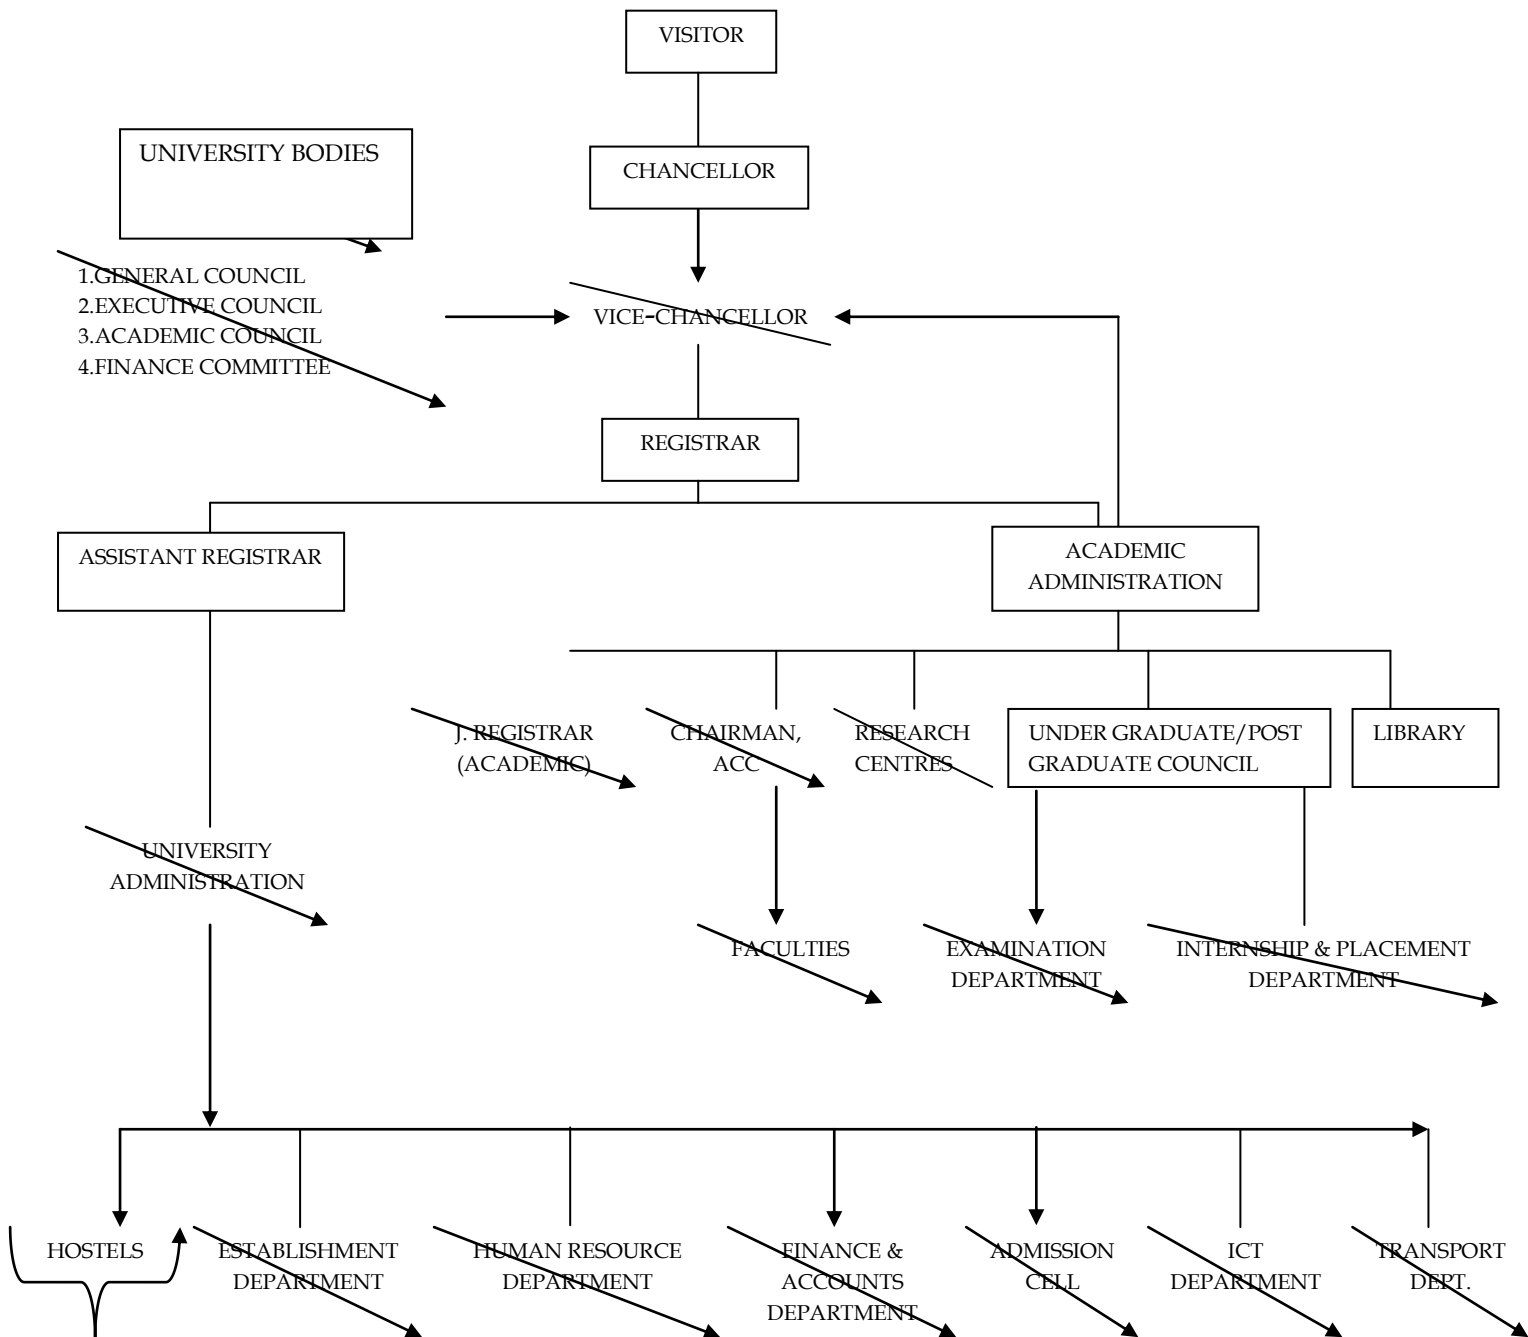 VISITOR
UNIVERSITY BODIES
CHANCELLOR
1.GENERAL COUNCIL
2.EXECUTIVE COUNCIL
3.ACADEMIC COUNCIL
4.FINANCE COMMITTEE
VICE-CHANCELLOR
REGISTRAR
ASSISTANT REGISTRAR
ACADEMIC
ADMINISTRATION
J. REGISTRAR
(ACADEMIC)
CHAIRMAN,
ACC
RESEARCH
CENTRES
UNDER GRADUATE/POST
GRADUATE COUNCIL
LIBRARY
UNIVERSITY
ADMINISTRATION
FACULTIES
EXAMINATION
DEPARTMENT
INTERNSHIP & PLACEMENT
DEPARTMENT
HOSTELS
ESTABLISHMENT
DEPARTMENT
HUMAN RESOURCE
DEPARTMENT
FINANCE &
ACCOUNTS
DEPARTMENT
ADMISSION
CELL
ICT
DEPARTMENT
TRANSPORT
DEPT.